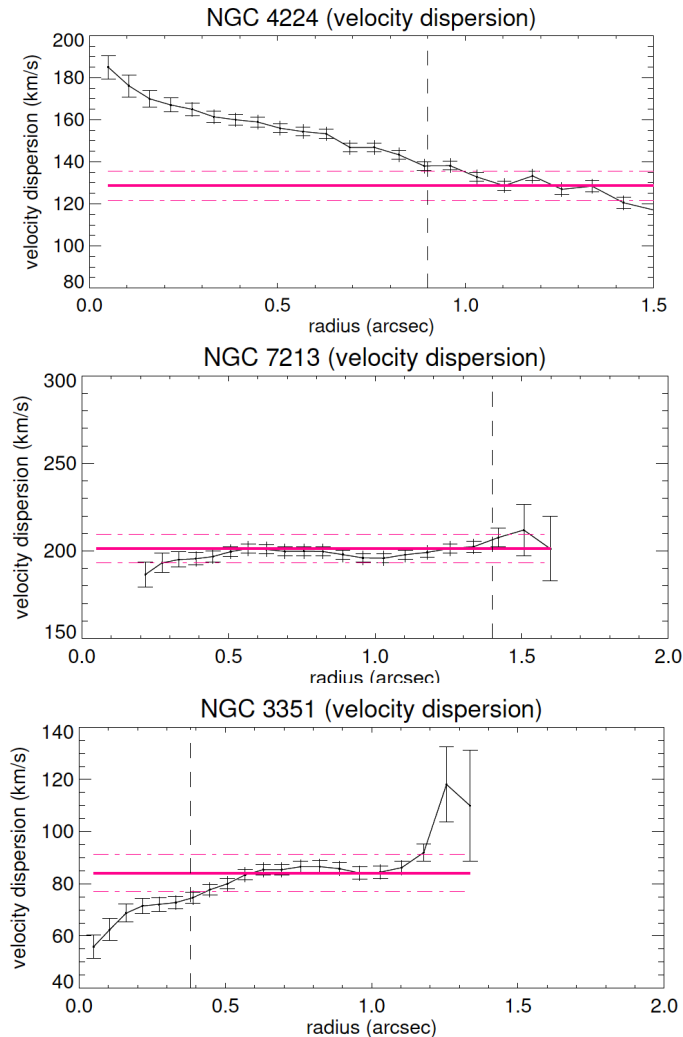 NGC 4224 (velocity dispersion)
velocity dispersion (km/s)
200
180
160
140
120
100
80
0.0 0.5 1.0 1.5
radius (arcsec)
NGC 7213 (velocity dispersion)
velocity dispersion (km/s)
300
250
200
150
0.0 0.5 1.0 1.5 2.0
radius (arcsec)
NGC 3351 (velocity dispersion)
velocity dispersion (km/s)
140
120
100
80
60
40
0.0 0.5 1.0 1.5 2.0
radius (arcsec)